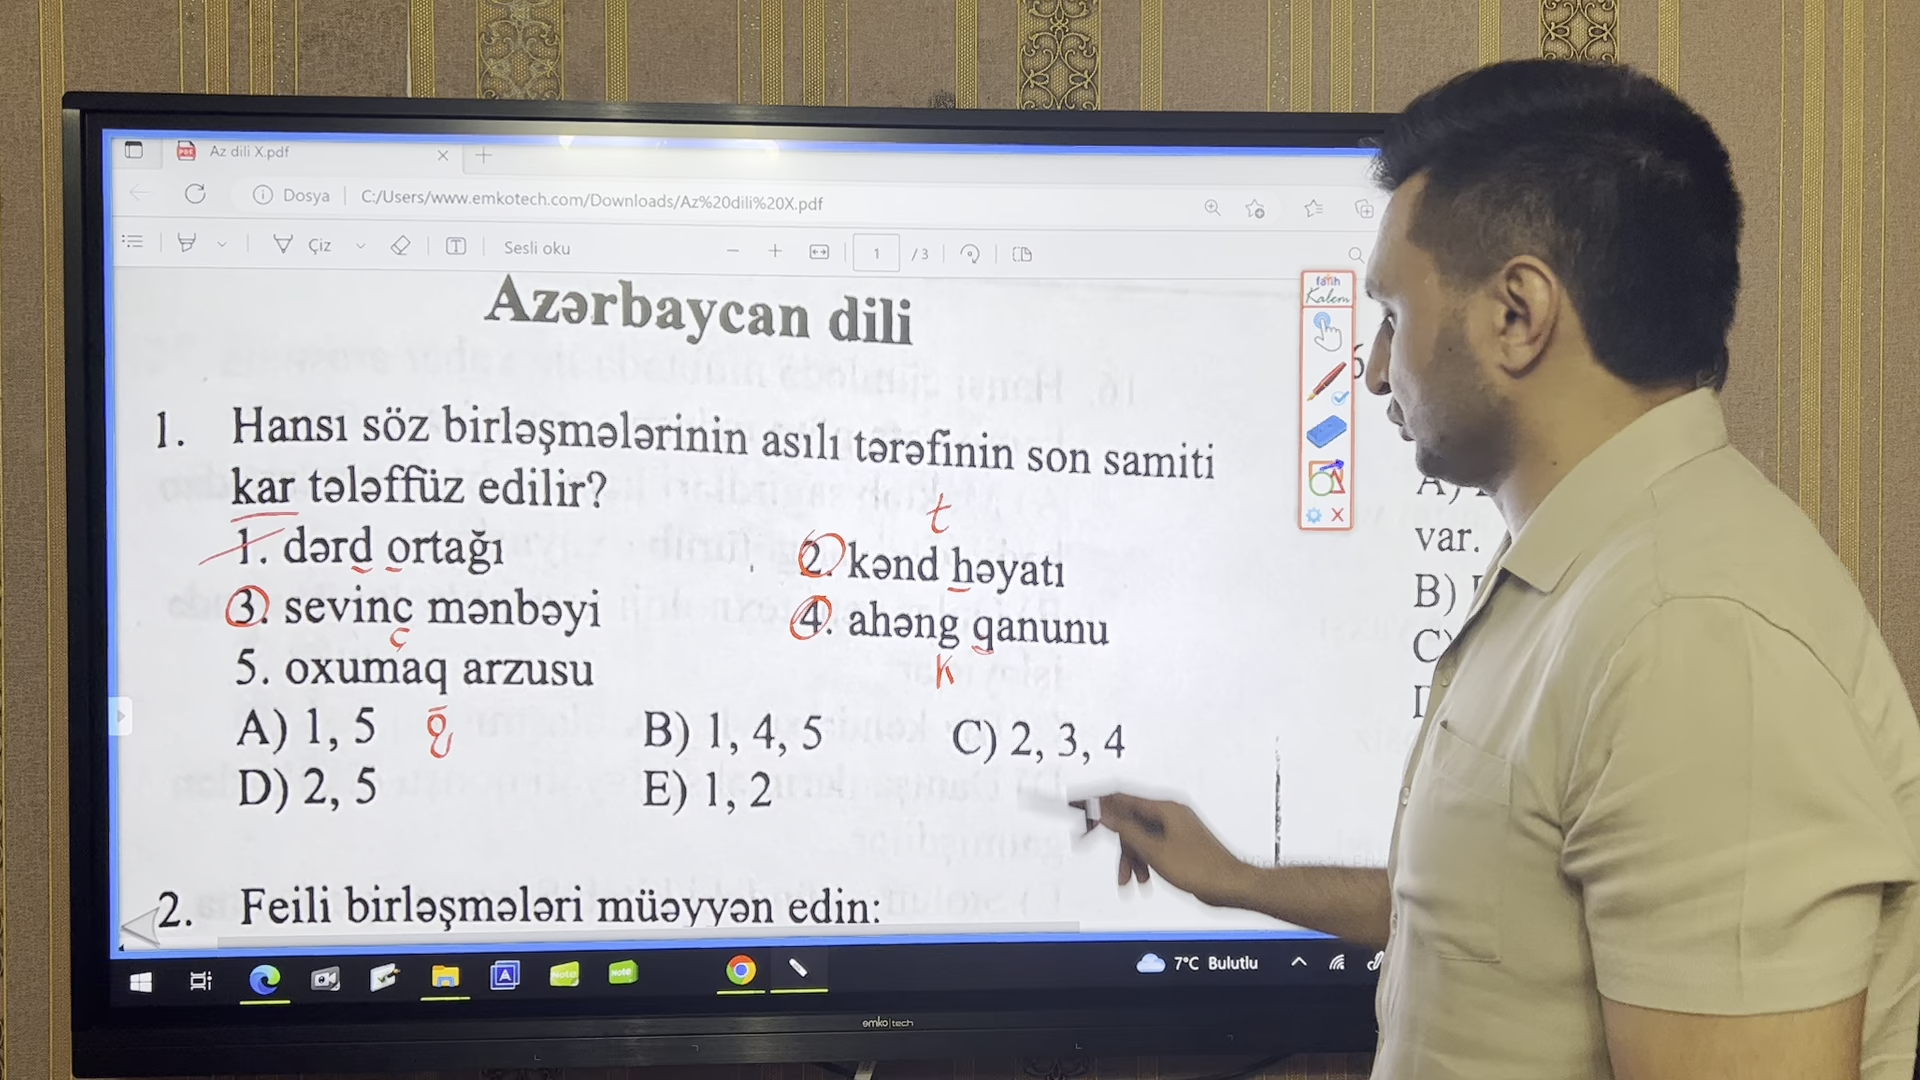 Az dili X.pdf
Dosya C:/Users/www.emkotech.com/Downloads/Az%20dili%20X.pdf
Çiz Sesli oku 1 /3
Azərbaycan dili
fatih
Kalem
1. Hansı söz birləşmələrinin asılı tərəfinin son samiti
kar tələffüz edilir?
t
1. dərd ortağı 2. kənd həyatı
3. sevinc mənbəyi 4. ahəng qanunu
ç
K
5. oxumaq arzusu
A) 1, 5 B) 1, 4, 5 C) 2, 3, 4
ğ
D) 2, 5 E) 1, 2
2. Feili birləşmələri müəyyən edin:
A)
var.
B)
C)
7°C Bulutlu
emko|tech